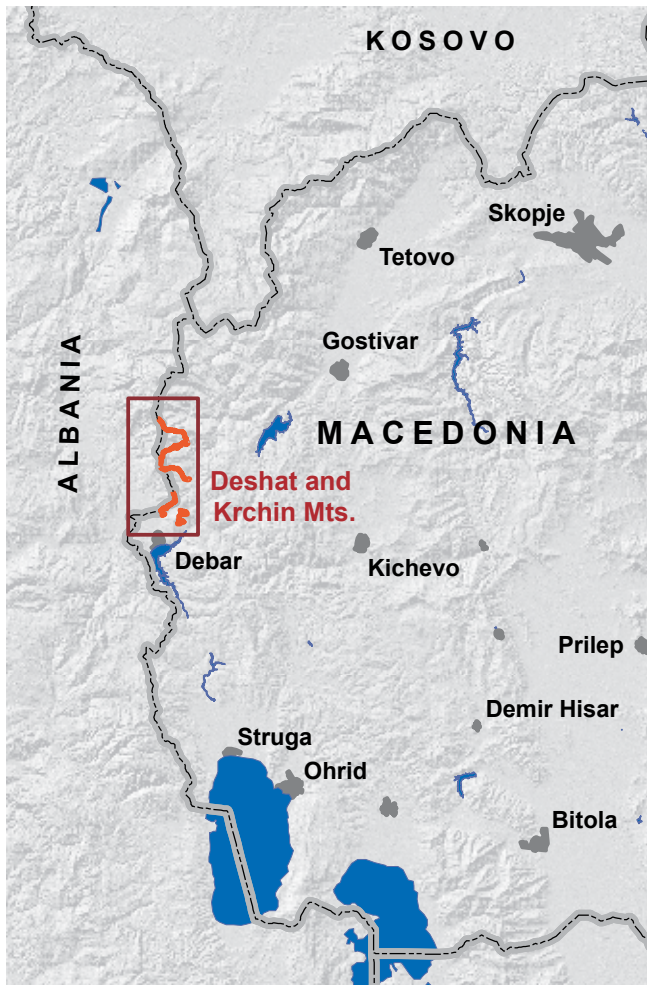 KOSOVO
Skopje
Tetovo
Gostivar
ALBANIA
MACEDONIA
Deshat and
Krchin Mts.
Debar
Kichevo
Prilep
Demir Hisar
Struga
Ohrid
Bitola